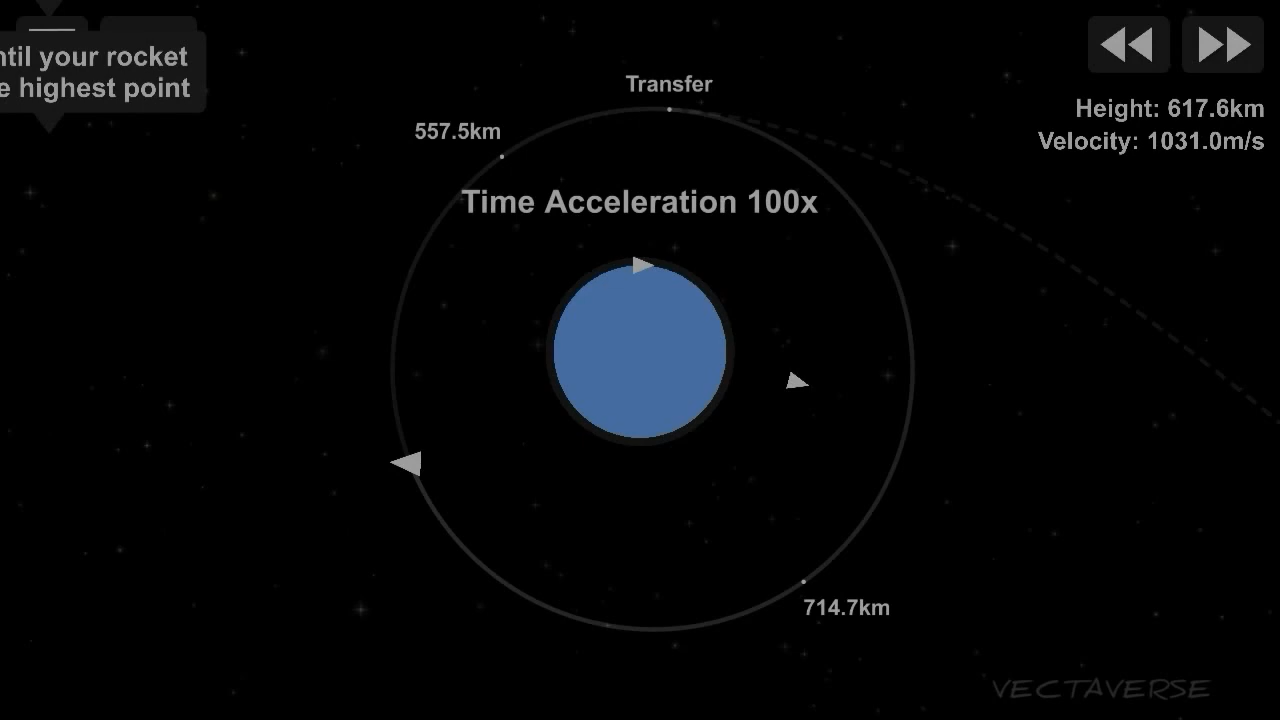 ntil your rocket
e highest point
Transfer
557.5km
Height: 617.6km
Velocity: 1031.0m/s
Time Acceleration 100x
714.7km
VECTAVERSE